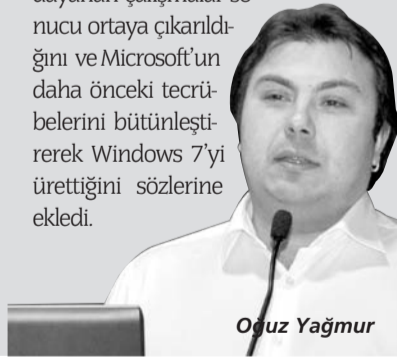 nucu ortaya çıkarıldı-
ğını ve Microsoft’un
daha önceki tecrü-
belerini bütünleşti-
rerek Windows 7’yi
ürettiğini sözlerine
ekledi.
Oğuz Yağmur